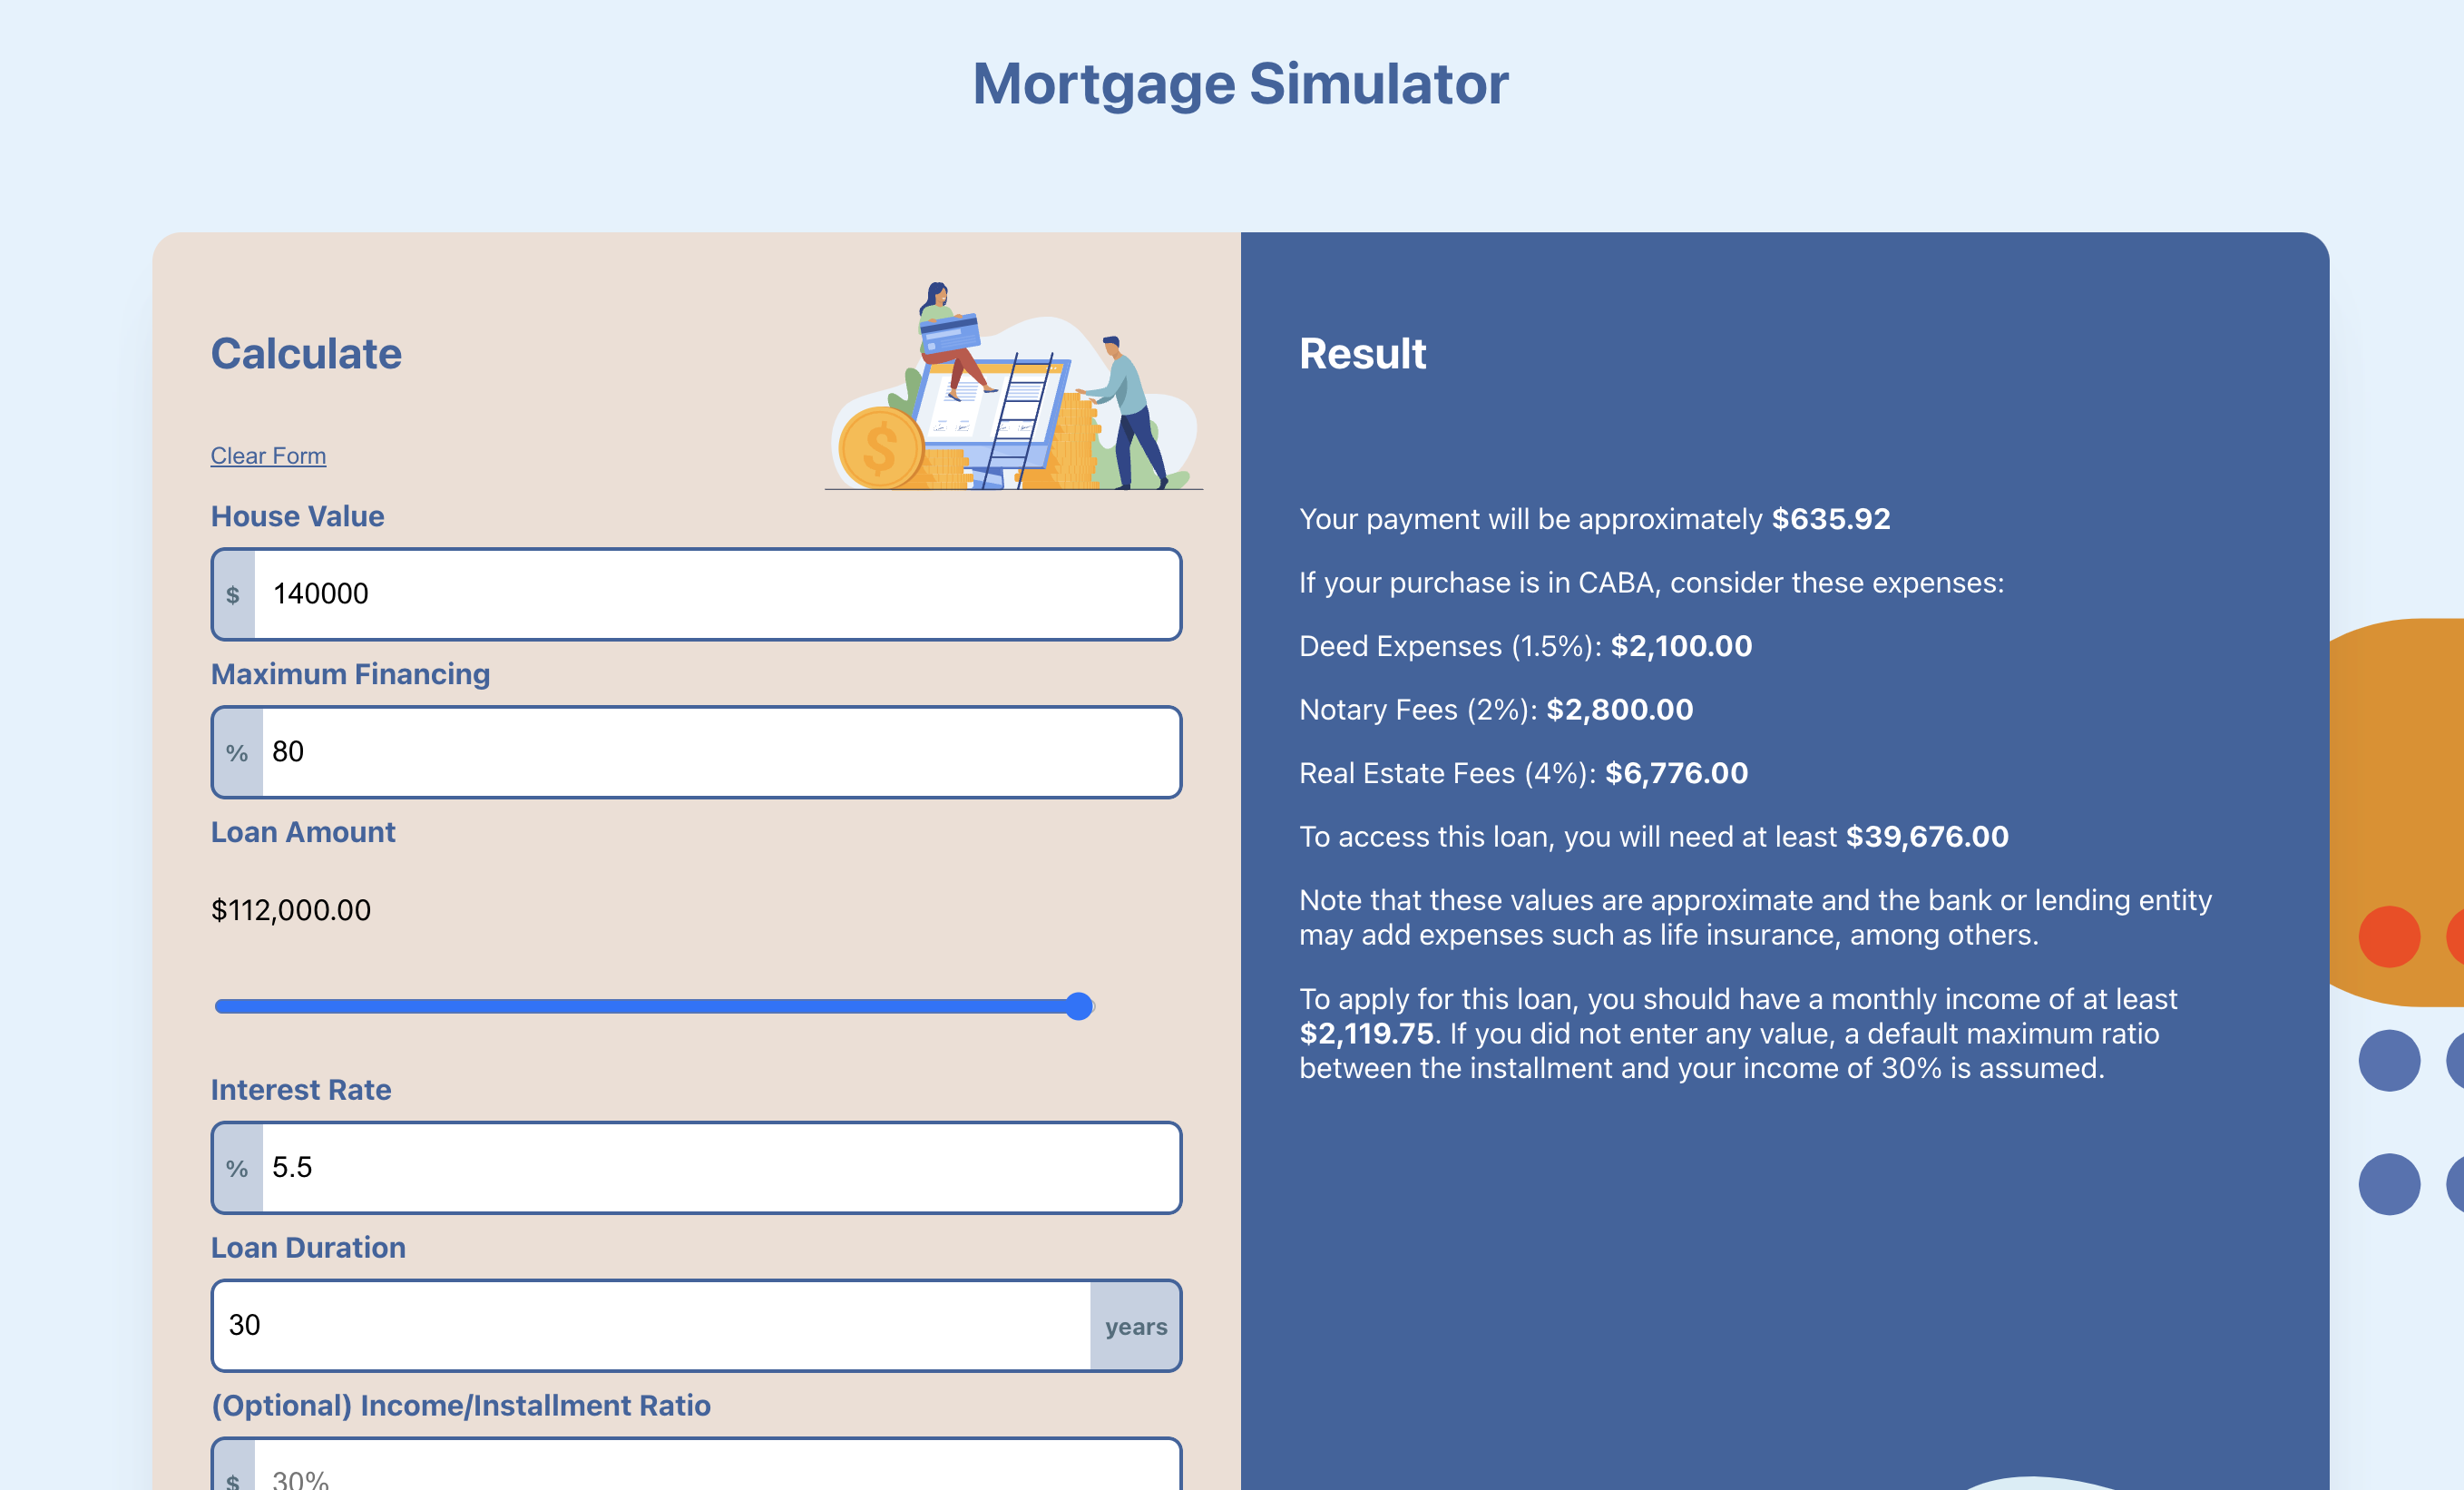 Mortgage Simulator
Calculate
Clear Form
House Value
$ 140000
Maximum Financing
% 80
Loan Amount
$112,000.00
Interest Rate
% 5.5
Loan Duration
30 years
(Optional) Income/Installment Ratio
$ 30%
Result
Your payment will be approximately $635.92
If your purchase is in CABA, consider these expenses:
Deed Expenses (1.5%): $2,100.00
Notary Fees (2%): $2,800.00
Real Estate Fees (4%): $6,776.00
To access this loan, you will need at least $39,676.00
Note that these values are approximate and the bank or lending entity
may add expenses such as life insurance, among others.
To apply for this loan, you should have a monthly income of at least
$2,119.75. If you did not enter any value, a default maximum ratio
between the installment and your income of 30% is assumed.